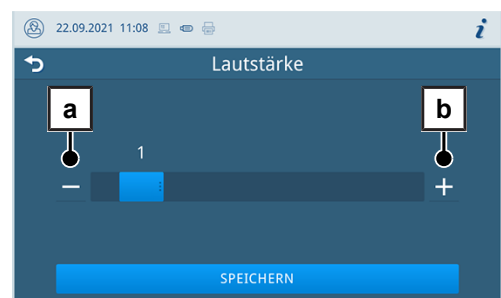 22.09.2021 11:08 i
Lautstärke
a b
1
− +
SPEICHERN